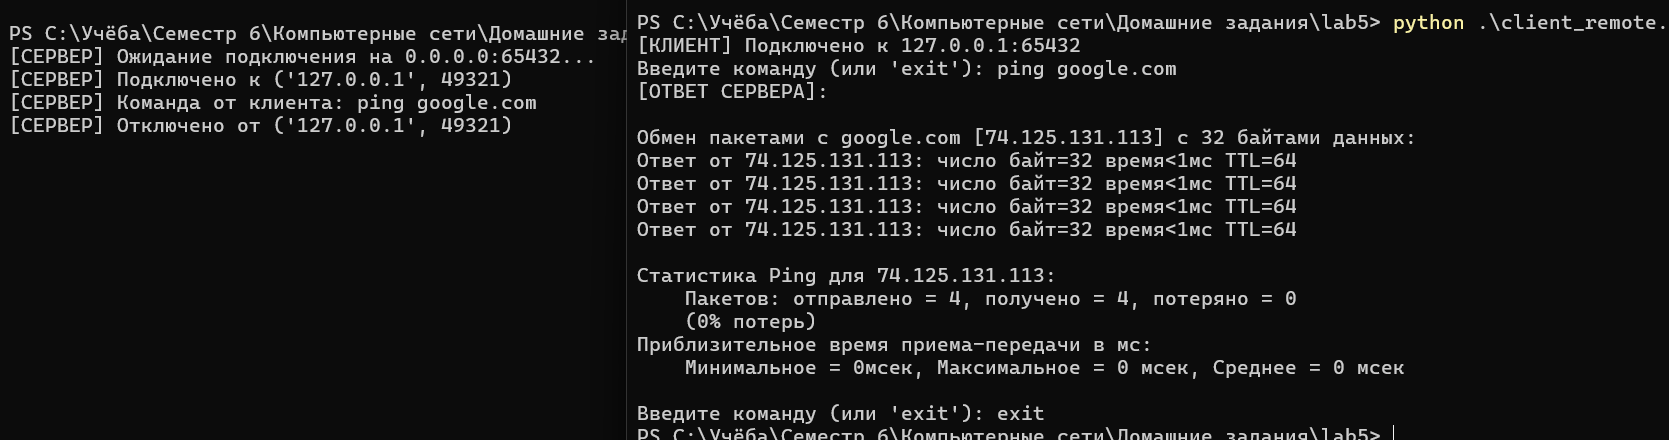 PS C:\Учёба\Семестр 6\Компьютерные сети\Домашние зад
[СЕРВЕР] Ожидание подключения на 0.0.0.0:65432...
[СЕРВЕР] Подключено к ('127.0.0.1', 49321)
[СЕРВЕР] Команда от клиента: ping google.com
[СЕРВЕР] Отключено от ('127.0.0.1', 49321)
PS C:\Учёба\Семестр 6\Компьютерные сети\Домашние задания\lab5> python .\client_remote.
[КЛИЕНТ] Подключено к 127.0.0.1:65432
Введите команду (или 'exit'): ping google.com
[ОТВЕТ СЕРВЕРА]:
Обмен пакетами с google.com [74.125.131.113] с 32 байтами данных:
Ответ от 74.125.131.113: число байт=32 время<1мс TTL=64
Ответ от 74.125.131.113: число байт=32 время<1мс TTL=64
Ответ от 74.125.131.113: число байт=32 время<1мс TTL=64
Ответ от 74.125.131.113: число байт=32 время<1мс TTL=64
Статистика Ping для 74.125.131.113:
Пакетов: отправлено = 4, получено = 4, потеряно = 0
(0% потерь)
Приблизительное время приема-передачи в мс:
Минимальное = 0мсек, Максимальное = 0 мсек, Среднее = 0 мсек
Введите команду (или 'exit'): exit
PS C:\Учёба\Семестр 6\Компьютерные сети\Домашние задания\lab5>